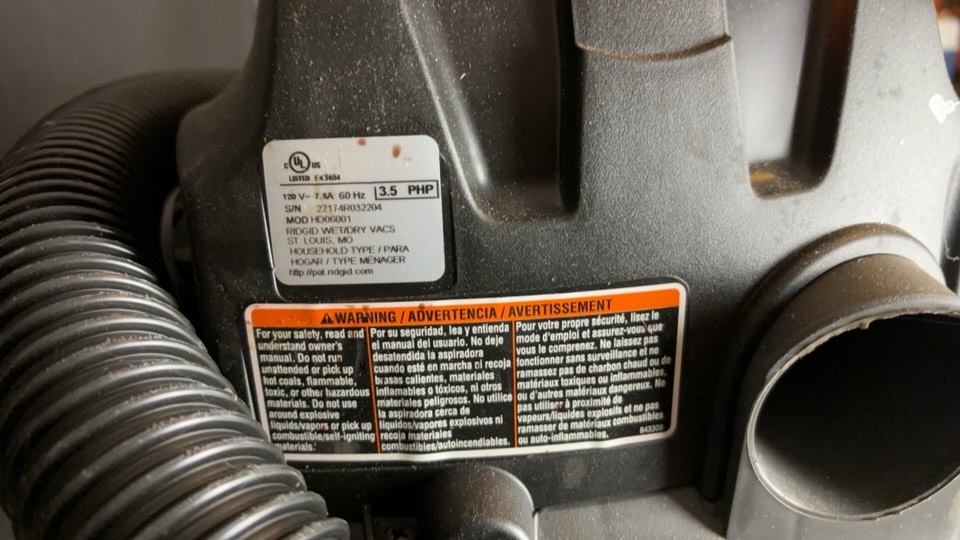 C UL US
LISTED E43404
120 V~ 7.5A 60 Hz 3.5 PHP
S/N 22174R032204
MOD HD06001
RIDGID WET/DRY VACS
ST LOUIS, MO
HOUSEHOLD TYPE / PARA
HOGAR / TYPE MENAGER
http://pat.ridgid.com
WARNING / ADVERTENCIA / AVERTISSEMENT
For your safety, read and
understand owner's
manual. Do not run
unattended or pick up
hot coals, flammable,
toxic, or other hazardous
materials. Do not use
around explosive
liquids/vapors or pick up
combustible/self-igniting
materials.
Por su seguridad, lea y entienda
el manual del usuario. No deje
desatendida la aspiradora
cuando esté en marcha ni recoja
brasas calientes, materiales
inflamables o tóxicos, ni otros
materiales peligrosos. No utilice
la aspiradora cerca de
líquidos/vapores explosivos ni
recoja materiales
combustibles/autoincendiables.
Pour votre propre sécurité, lisez le
mode d'emploi et assurez-vous que
vous le comprenez. Ne laissez pas
fonctionner sans surveillance et ne
ramassez pas de charbon chaud ou de
matériaux toxiques ou inflammables
ou d'autres matériaux dangereux. Ne
pas utiliser à proximité de
vapeurs/liquides explosifs et ne pas
ramasser de matériaux combustibles
ou auto-inflammables.
843309